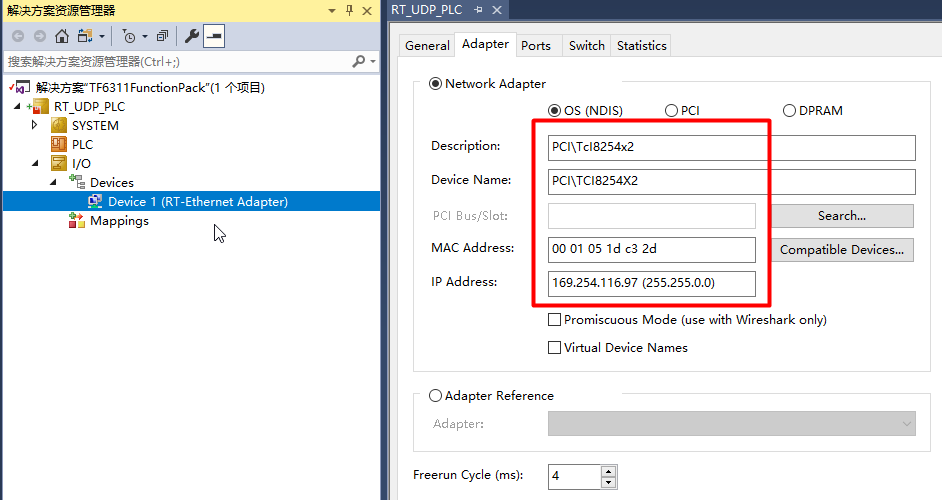 解决方案资源管理器
搜索解决方案资源管理器(Ctrl+;)
解决方案"TF6311FunctionPack"(1 个项目)
RT_UDP_PLC
SYSTEM
PLC
I/O
Devices
Device 1 (RT-Ethernet Adapter)
Mappings
RT_UDP_PLC
General Adapter Ports Switch Statistics
Network Adapter
OS (NDIS) PCI DPRAM
Description: PCI\TcI8254x2
Device Name: PCI\TCI8254X2
PCI Bus/Slot: Search...
MAC Address: 00 01 05 1d c3 2d Compatible Devices...
IP Address: 169.254.116.97 (255.255.0.0)
Promiscuous Mode (use with Wireshark only)
Virtual Device Names
Adapter Reference
Adapter:
Freerun Cycle (ms): 4